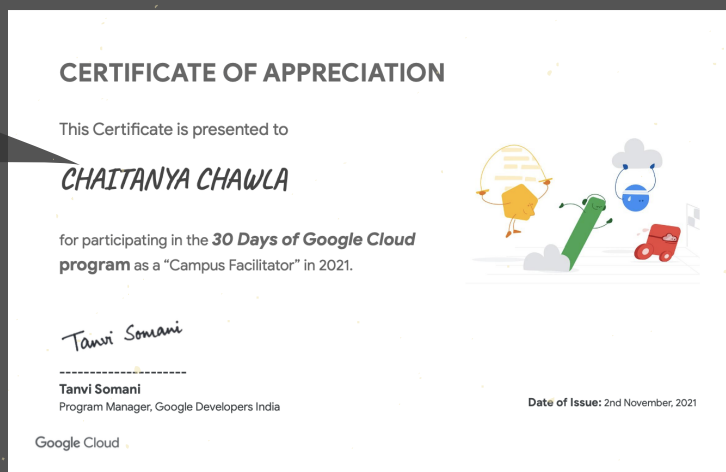 CERTIFICATE OF APPRECIATION
This Certificate is presented to
CHAITANYA CHAWLA
for participating in the 30 Days of Google Cloud
program as a “Campus Facilitator” in 2021.
Tanvi Somani
---------------------
Tanvi Somani
Program Manager, Google Developers India
Date of Issue: 2nd November, 2021
Google Cloud